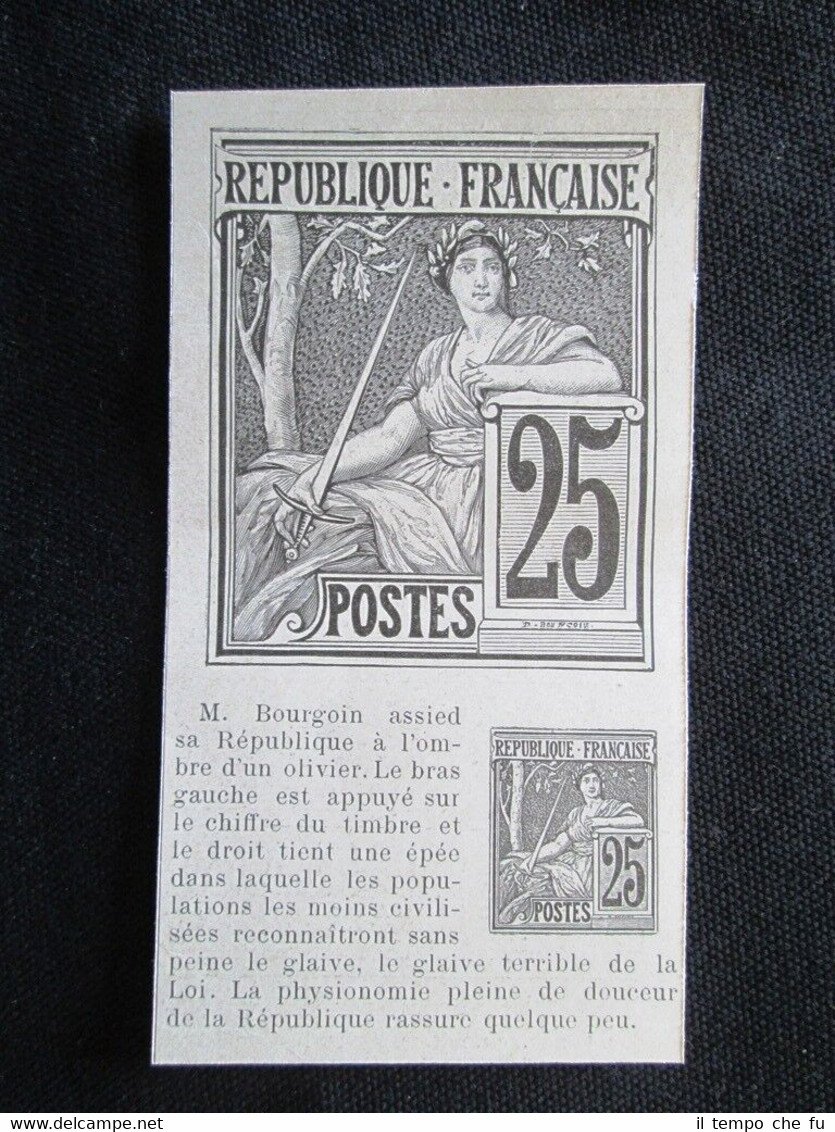 REPUBLIQUE · FRANÇAISE
25
POSTES
M. Bourgoin assied
sa République à l'om-
bre d'un olivier. Le bras
gauche est appuyé sur
le chiffre du timbre et
le droit tient une épée
dans laquelle les popu-
lations les moins civili-
sées reconnaîtront sans
peine le glaive, le glaive terrible de la
Loi. La physionomie pleine de douceur
de la République rassure quelque peu.
REPUBLIQUE · FRANÇAISE
25
POSTES
il tempo che fu